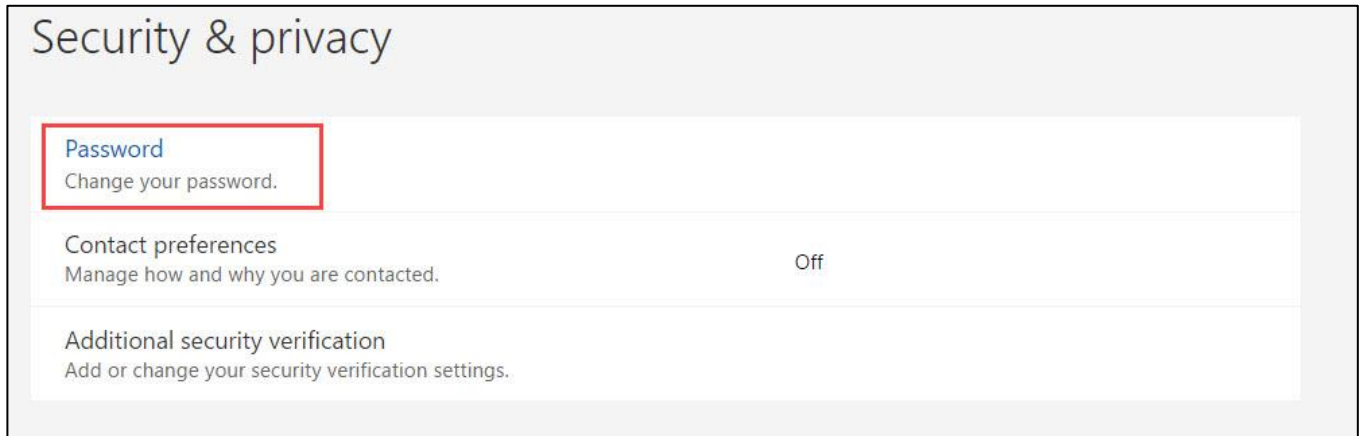 Security & privacy
Password
Change your password.
Contact preferences
Manage how and why you are contacted.
Off
Additional security verification
Add or change your security verification settings.